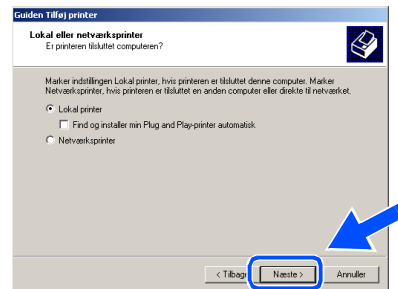 Guiden Tilføj printer
Lokal eller netværksprinter
Er printeren tilsluttet computeren?
Marker indstillingen Lokal printer, hvis printeren er tilsluttet denne computer. Marker
Netværksprinter, hvis printeren er tilsluttet en anden computer eller direkte til netværket.
Lokal printer
Find og installer min Plug and Play-printer automatisk
Netværksprinter
< Tilbage Næste > Annuller